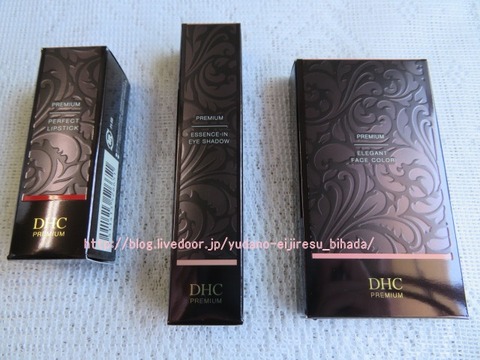 PREMIUM
PERFECT
LIPSTICK
DHC
PREMIUM
PREMIUM
ESSENCE-IN
EYE SHADOW
DHC
PREMIUM
PREMIUM
ELEGANT
FACE COLOR
DHC
PREMIUM
https://blog.livedoor.jp/yudano-eijiresu_bihada/